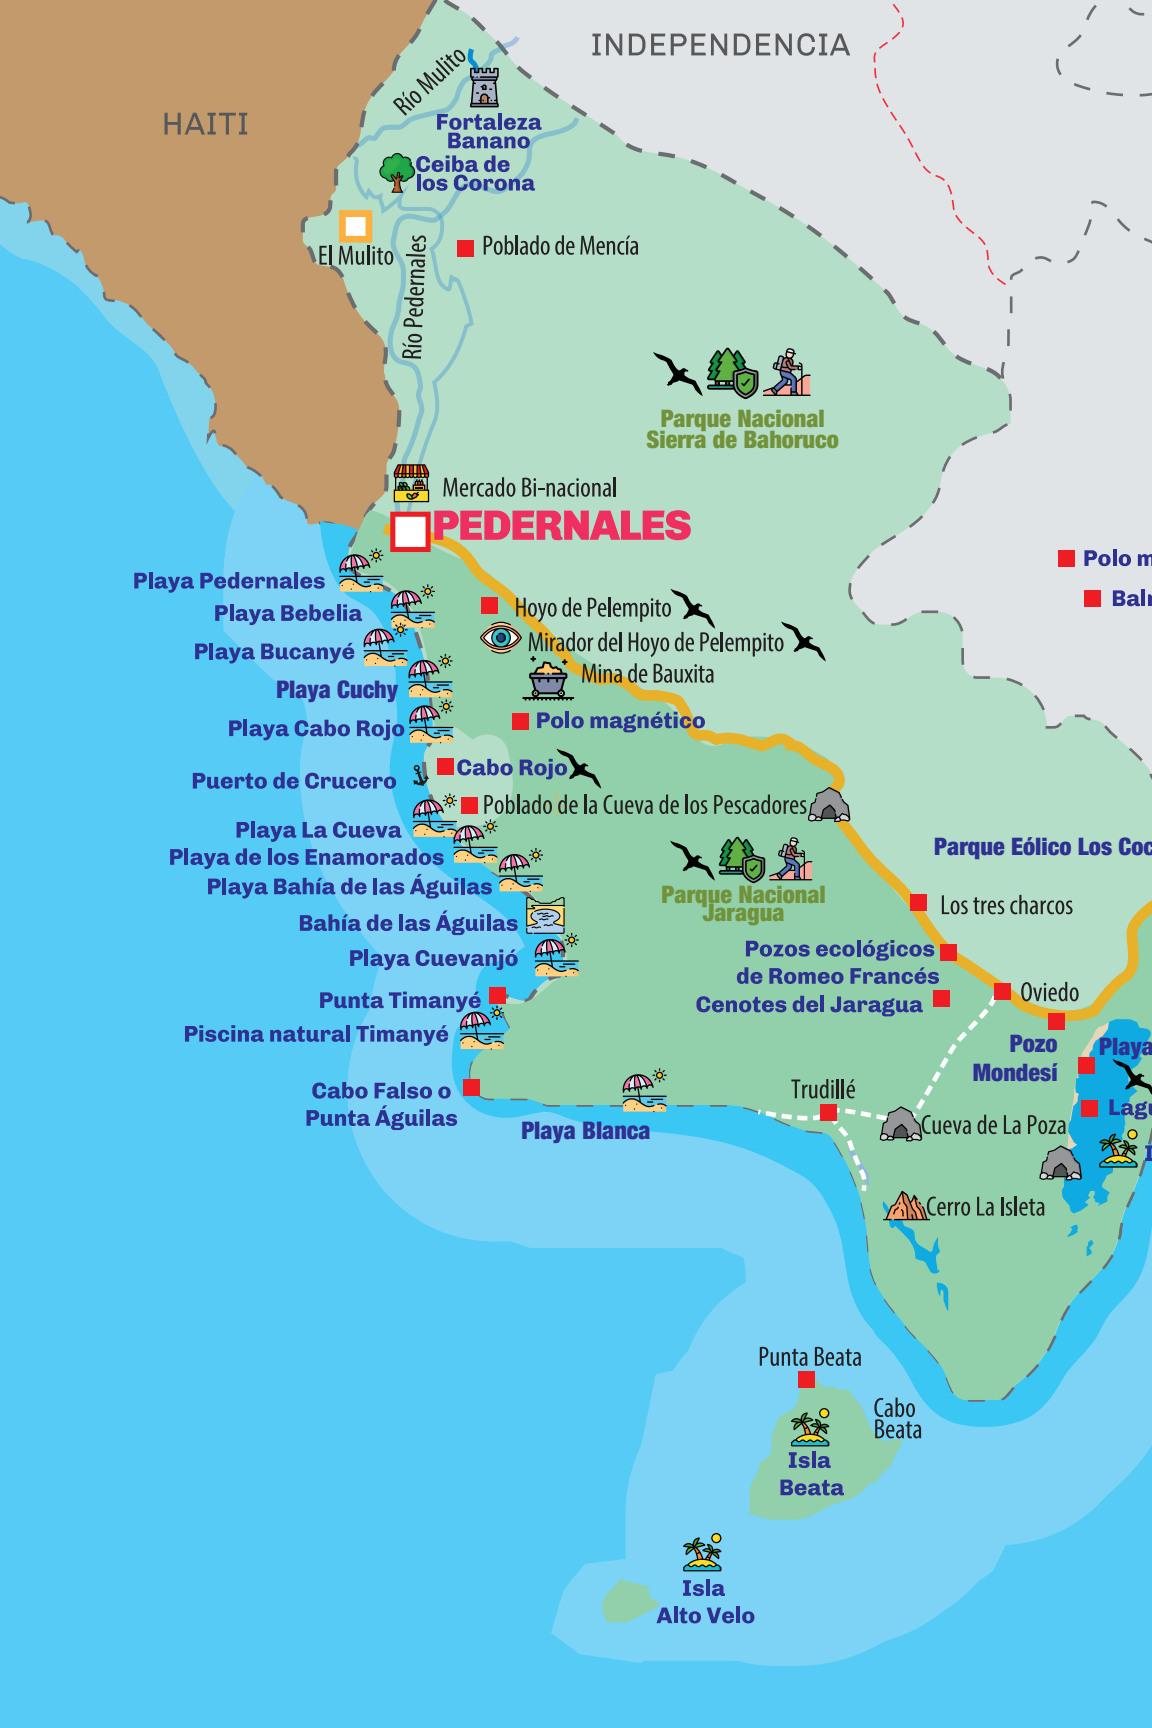 INDEPENDENCIA
HAITI
Río Mulito
Fortaleza
Banano
Ceiba de
los Corona
El Mulito
Río Pedernales
Poblado de Mencía
Parque Nacional
Sierra de Bahoruco
Mercado Bi-nacional
PEDERNALES
Polo m
Balr
Playa Pedernales
Playa Bebelia
Hoyo de Pelempito
Mirador del Hoyo de Pelempito
Playa Bucanyé
Mina de Bauxita
Playa Cuchy
Polo magnético
Playa Cabo Rojo
Cabo Rojo
Puerto de Crucero
Poblado de la Cueva de los Pescadores
Playa La Cueva
Parque Eólico Los Coc
Playa de los Enamorados
Playa Bahía de las Águilas
Parque Nacional
Jaragua
Los tres charcos
Bahía de las Águilas
Playa Cuevanjó
Pozos ecológicos
de Romeo Francés
Cenotes del Jaragua
Oviedo
Punta Timanyé
Piscina natural Timanyé
Pozo
Mondesí
Playa
Cabo Falso o
Punta Águilas
Trudillé
Lagu
Playa Blanca
Cueva de La Poza
I
Cerro La Isleta
Punta Beata
Cabo
Beata
Isla
Beata
Isla
Alto Velo